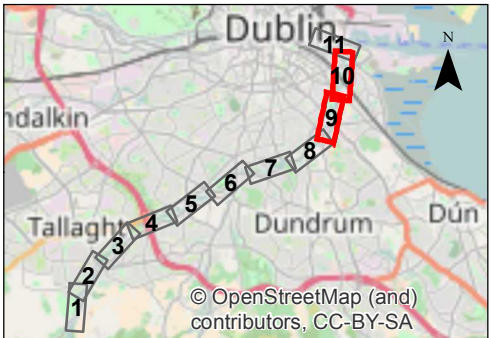 Dublin
11
N
10
ndalkin
9
8
7
6
5
Tallaght
4
Dundrum
Dún
3
2
1
© OpenStreetMap (and)
contributors, CC-BY-SA